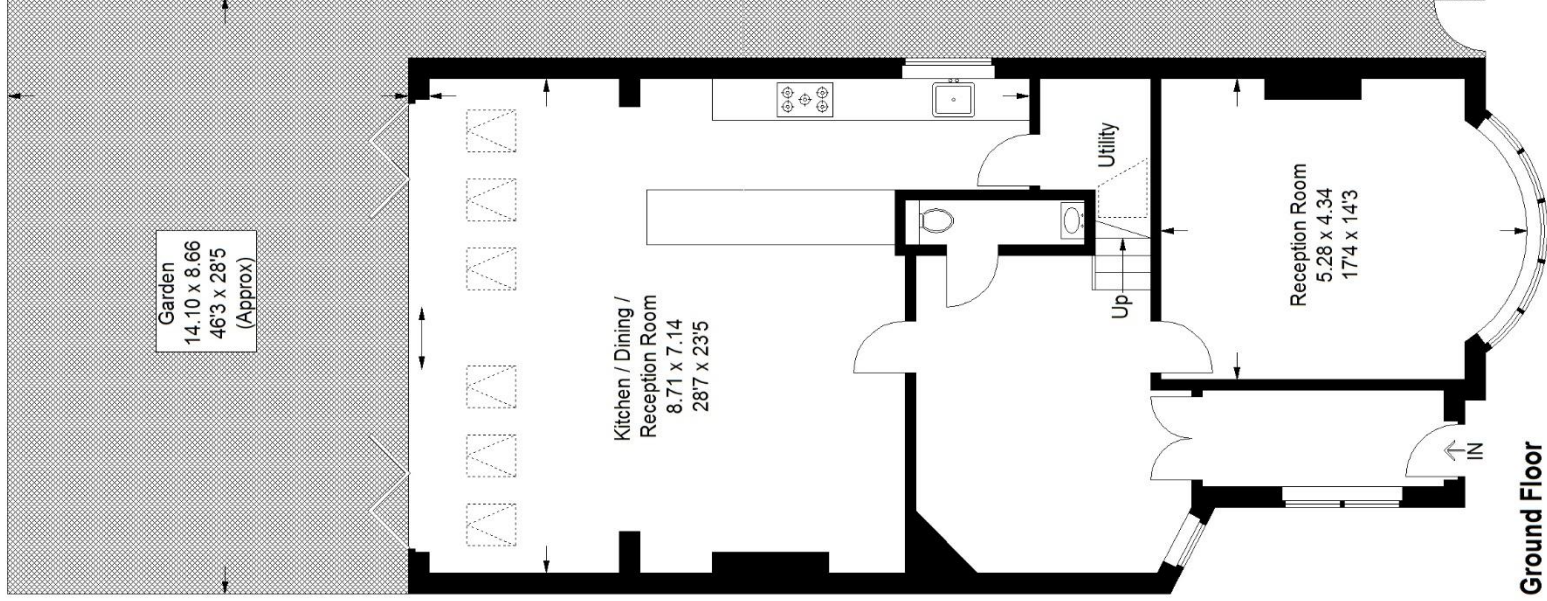 Garden
14.10 x 8.66
46'3 x 28'5
(Approx)
Kitchen / Dining /
Reception Room
8.71 x 7.14
28'7 x 23'5
Utility
Up
Reception Room
5.28 x 4.34
17'4 x 14'3
IN
Ground Floor